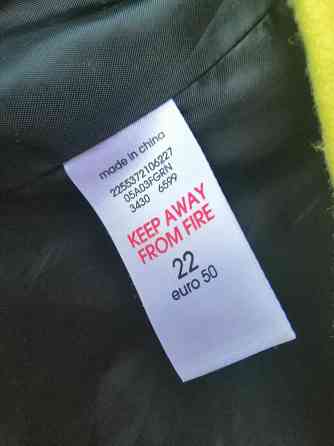 made in china
2255372106227
05A03FGRN
3430 6599
KEEP AWAY
FROM FIRE
22
euro 50